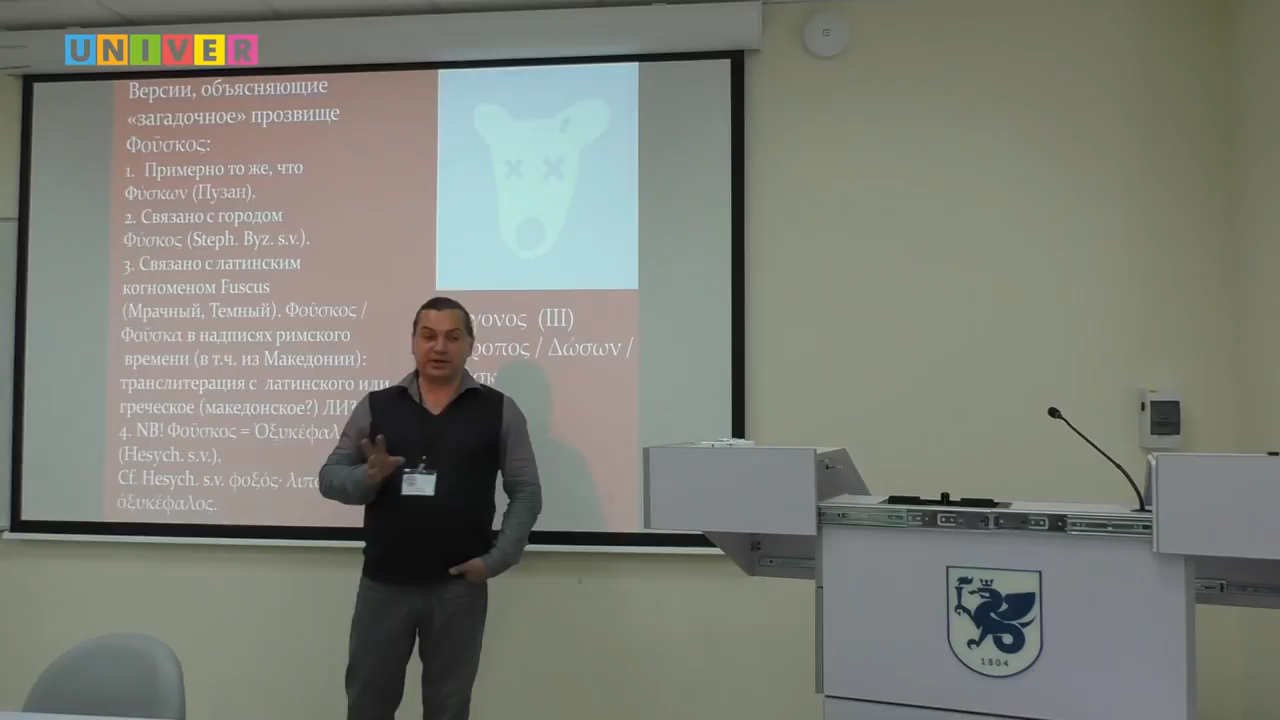 UNIVER
Версии, объясняющие
«загадочное» прозвище
Φοῦσκος:
1. Примерно то же, что
Φύσκων (Пузан).
2. Связано с городом
Φύσκος (Steph. Byz. s.v.).
3. Связано с латинским
когноменом Fuscus
(Мрачный, Темный). Φοῦσκος /
Φοῦσκα в надписях римского
времени (в т.ч. из Македонии):
транслитерация с латинского или
греческое (македонское?) ЛИ?
4. NB! Φοῦσκος = Ὀξυκέφαλ
(Hesych. s.v.).
Cf. Hesych. s.v. φοξός·
ὀξυκέφαλος.
γονος (III)
ροπος / Δώσων /
σκ
1804